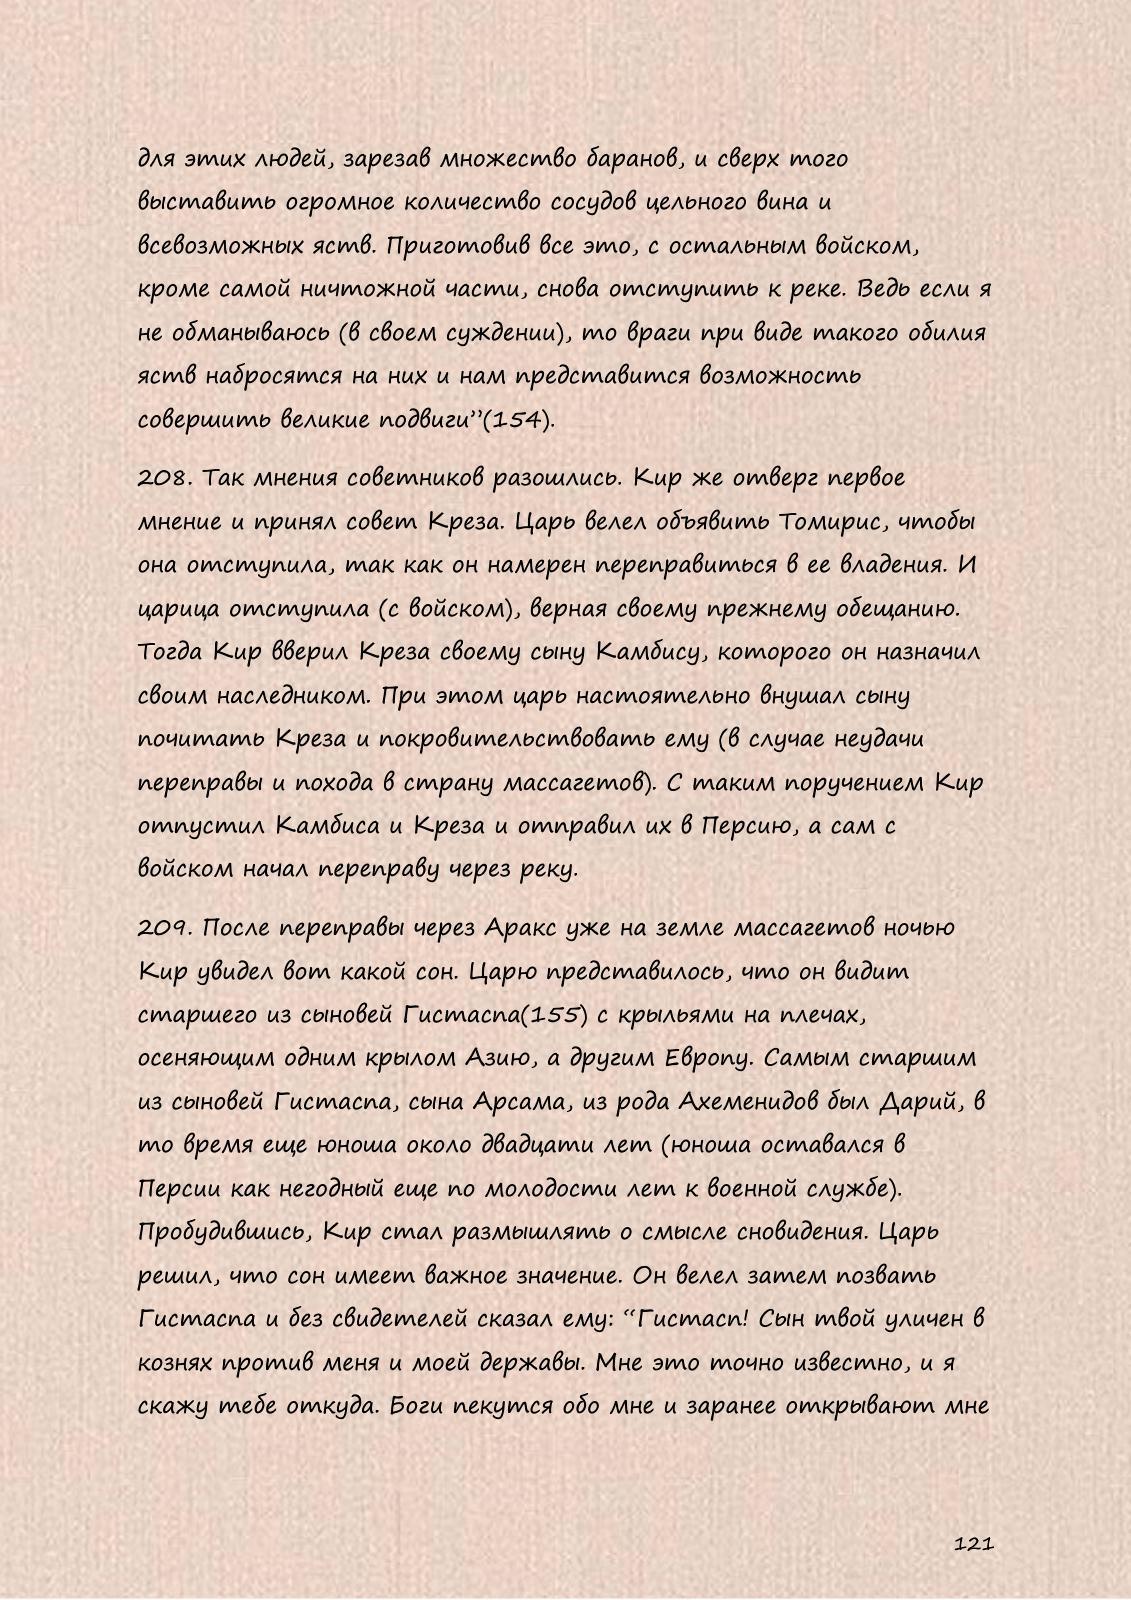 для этих людей, зарезав множество баранов, и сверх того
выставить огромное количество сосудов цельного вина и
всевозможных яств. Приготовив все это, с остальным войском,
кроме самой ничтожной части, снова отступить к реке. Ведь если я
не обманываюсь (в своем суждении), то враги при виде такого обилия
яств набросятся на них и нам представится возможность
совершить великие подвиги”(154).
208. Так мнения советников разошлись. Кир же отверг первое
мнение и принял совет Креза. Царь велел объявить Томирис, чтобы
она отступила, так как он намерен переправиться в ее владения. И
царица отступила (с войском), верная своему прежнему обещанию.
Тогда Кир вверил Креза своему сыну Камбису, которого он назначил
своим наследником. При этом царь настоятельно внушал сыну
почитать Креза и покровительствовать ему (в случае неудачи
переправы и похода в страну массагетов). С таким поручением Кир
отпустил Камбиса и Креза и отправил их в Персию, а сам с
войском начал переправу через реку.
209. После переправы через Аракс уже на земле массагетов ночью
Кир увидел вот какой сон. Царю представилось, что он видит
старшего из сыновей Гистаспа(155) с крыльями на плечах,
осеняющим одним крылом Азию, а другим Европу. Самым старшим
из сыновей Гистаспа, сына Арсама, из рода Ахеменидов был Дарий, в
то время еще юноша около двадцати лет (юноша оставался в
Персии как негодный еще по молодости лет к военной службе).
Пробудившись, Кир стал размышлять о смысле сновидения. Царь
решил, что сон имеет важное значение. Он велел затем позвать
Гистаспа и без свидетелей сказал ему: “Гистасп! Сын твой уличен в
кознях против меня и моей державы. Мне это точно известно, и я
скажу тебе откуда. Боги пекутся обо мне и заранее открывают мне
121